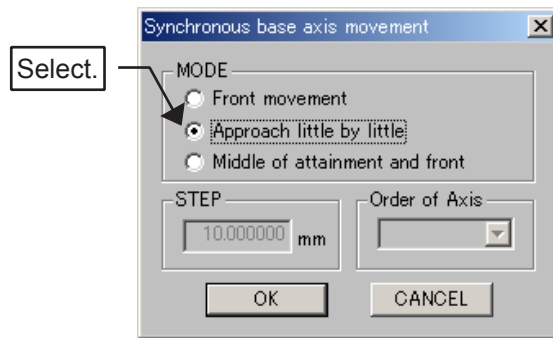 Synchronous base axis movement
Select.
MODE
Front movement
Approach little by little
Middle of attainment and front
STEP
10.000000 mm
Order of Axis
OK
CANCEL